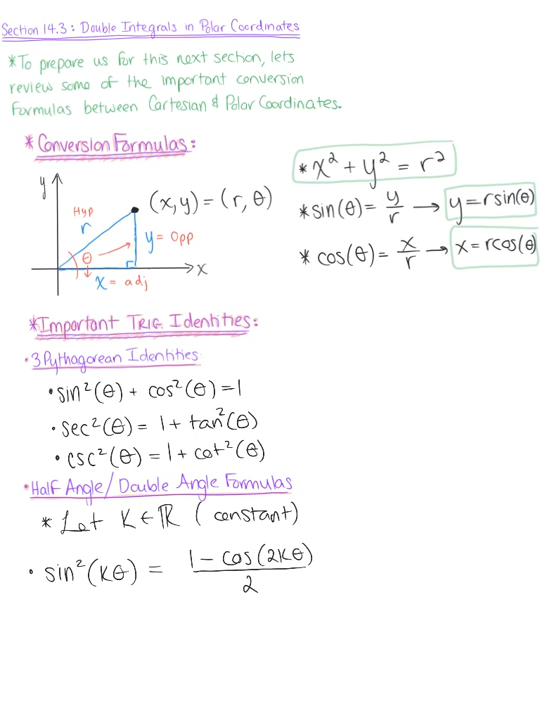 Section 14.3: Double Integrals in Polar Coordinates
*To prepare us for this next section, lets
review some of the important conversion
Formulas between Cartesian & Polar Coordinates.
*Conversion Formulas:
y
Hyp
r
θ
(x,y) = (r, θ)
y = opp
x
x = adj
* x² + y² = r²
* sin(θ) = y/r → y = rsin(θ)
* cos(θ) = x/r → x = rcos(θ)
*Important TRIG Identities:
• 3 Pythagorean Identities
• sin²(θ) + cos²(θ) = 1
• sec²(θ) = 1 + tan²(θ)
• csc²(θ) = 1 + cot²(θ)
• Half Angle/Double Angle Formulas
* Let K ∈ ℝ (constant)
• sin²(Kθ) = (1 - cos(2Kθ))/2